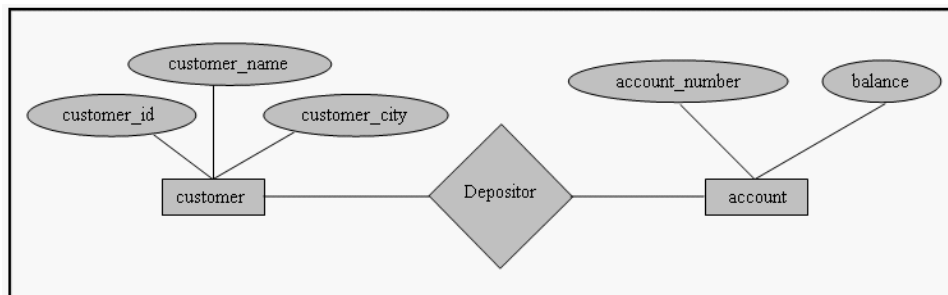 customer_name
customer_id
customer_city
account_number
balance
customer
Depositor
account